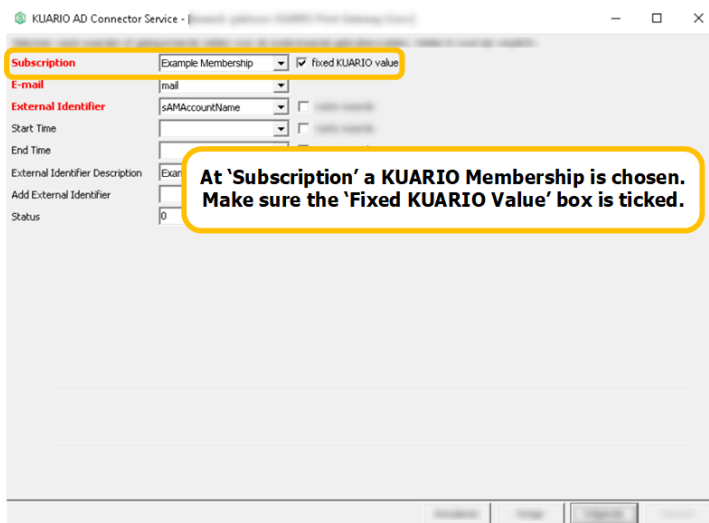 KUARIO AD Connector Service -
Subscription Example Membership fixed KUARIO value
E-mail mail
External Identifier sAMAccountName
Start Time
End Time
External Identifier Description Exam
Add External Identifier
Status 0
At ‘Subscription’ a KUARIO Membership is chosen.
Make sure the ‘Fixed KUARIO Value’ box is ticked.